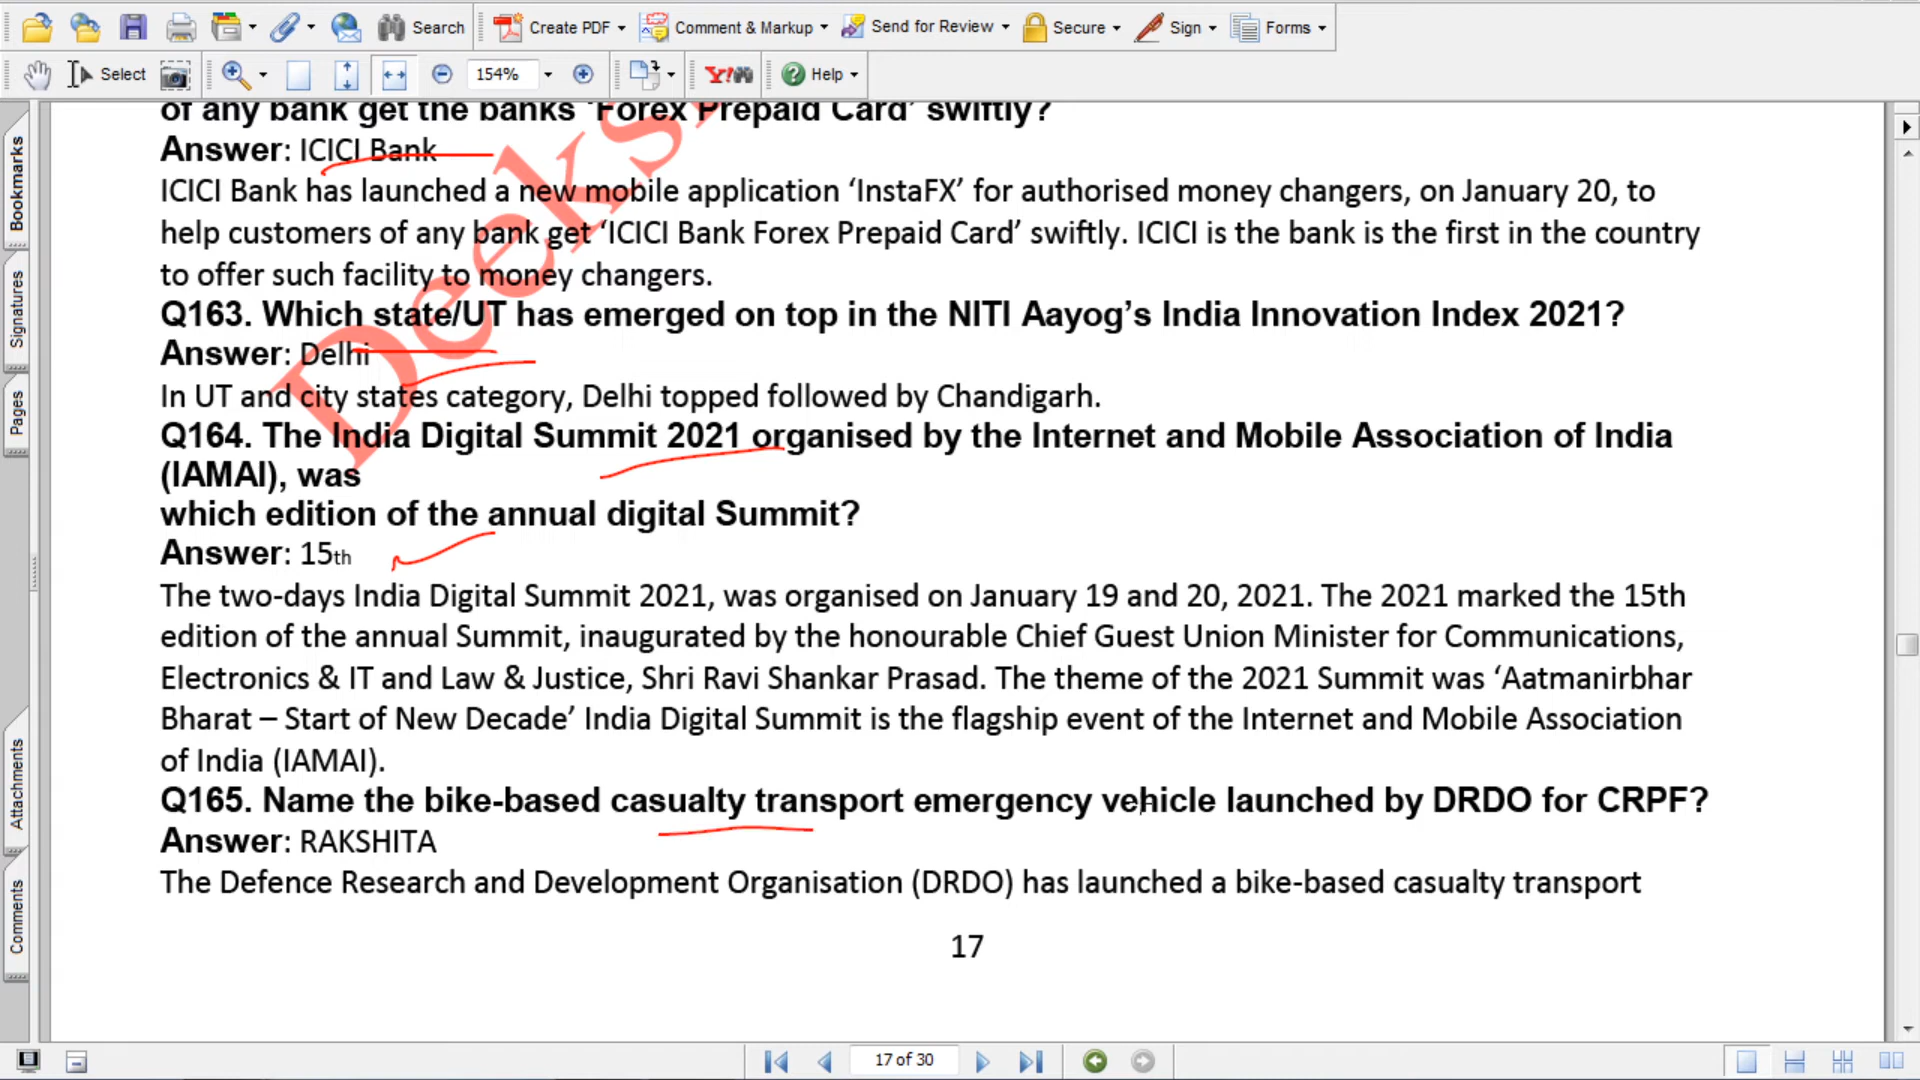 Search
Create PDF
Comment & Markup
Send for Review
Secure
Sign
Forms
Select
154%
Y!
Help
Bookmarks
Signatures
Pages
Attachments
Comments
of any bank get the banks ‘Forex Prepaid Card’ swiftly?
Answer: ICICI Bank
ICICI Bank has launched a new mobile application ‘InstaFX’ for authorised money changers, on January 20, to
help customers of any bank get ‘ICICI Bank Forex Prepaid Card’ swiftly. ICICI is the bank is the first in the country
to offer such facility to money changers.
Q163. Which state/UT has emerged on top in the NITI Aayog’s India Innovation Index 2021?
Answer: Delhi
In UT and city states category, Delhi topped followed by Chandigarh.
Q164. The India Digital Summit 2021 organised by the Internet and Mobile Association of India
(IAMAI), was
which edition of the annual digital Summit?
Answer: 15th
The two-days India Digital Summit 2021, was organised on January 19 and 20, 2021. The 2021 marked the 15th
edition of the annual Summit, inaugurated by the honourable Chief Guest Union Minister for Communications,
Electronics & IT and Law & Justice, Shri Ravi Shankar Prasad. The theme of the 2021 Summit was ‘Aatmanirbhar
Bharat – Start of New Decade’ India Digital Summit is the flagship event of the Internet and Mobile Association
of India (IAMAI).
Q165. Name the bike-based casualty transport emergency vehicle launched by DRDO for CRPF?
Answer: RAKSHITA
The Defence Research and Development Organisation (DRDO) has launched a bike-based casualty transport
17
17 of 30